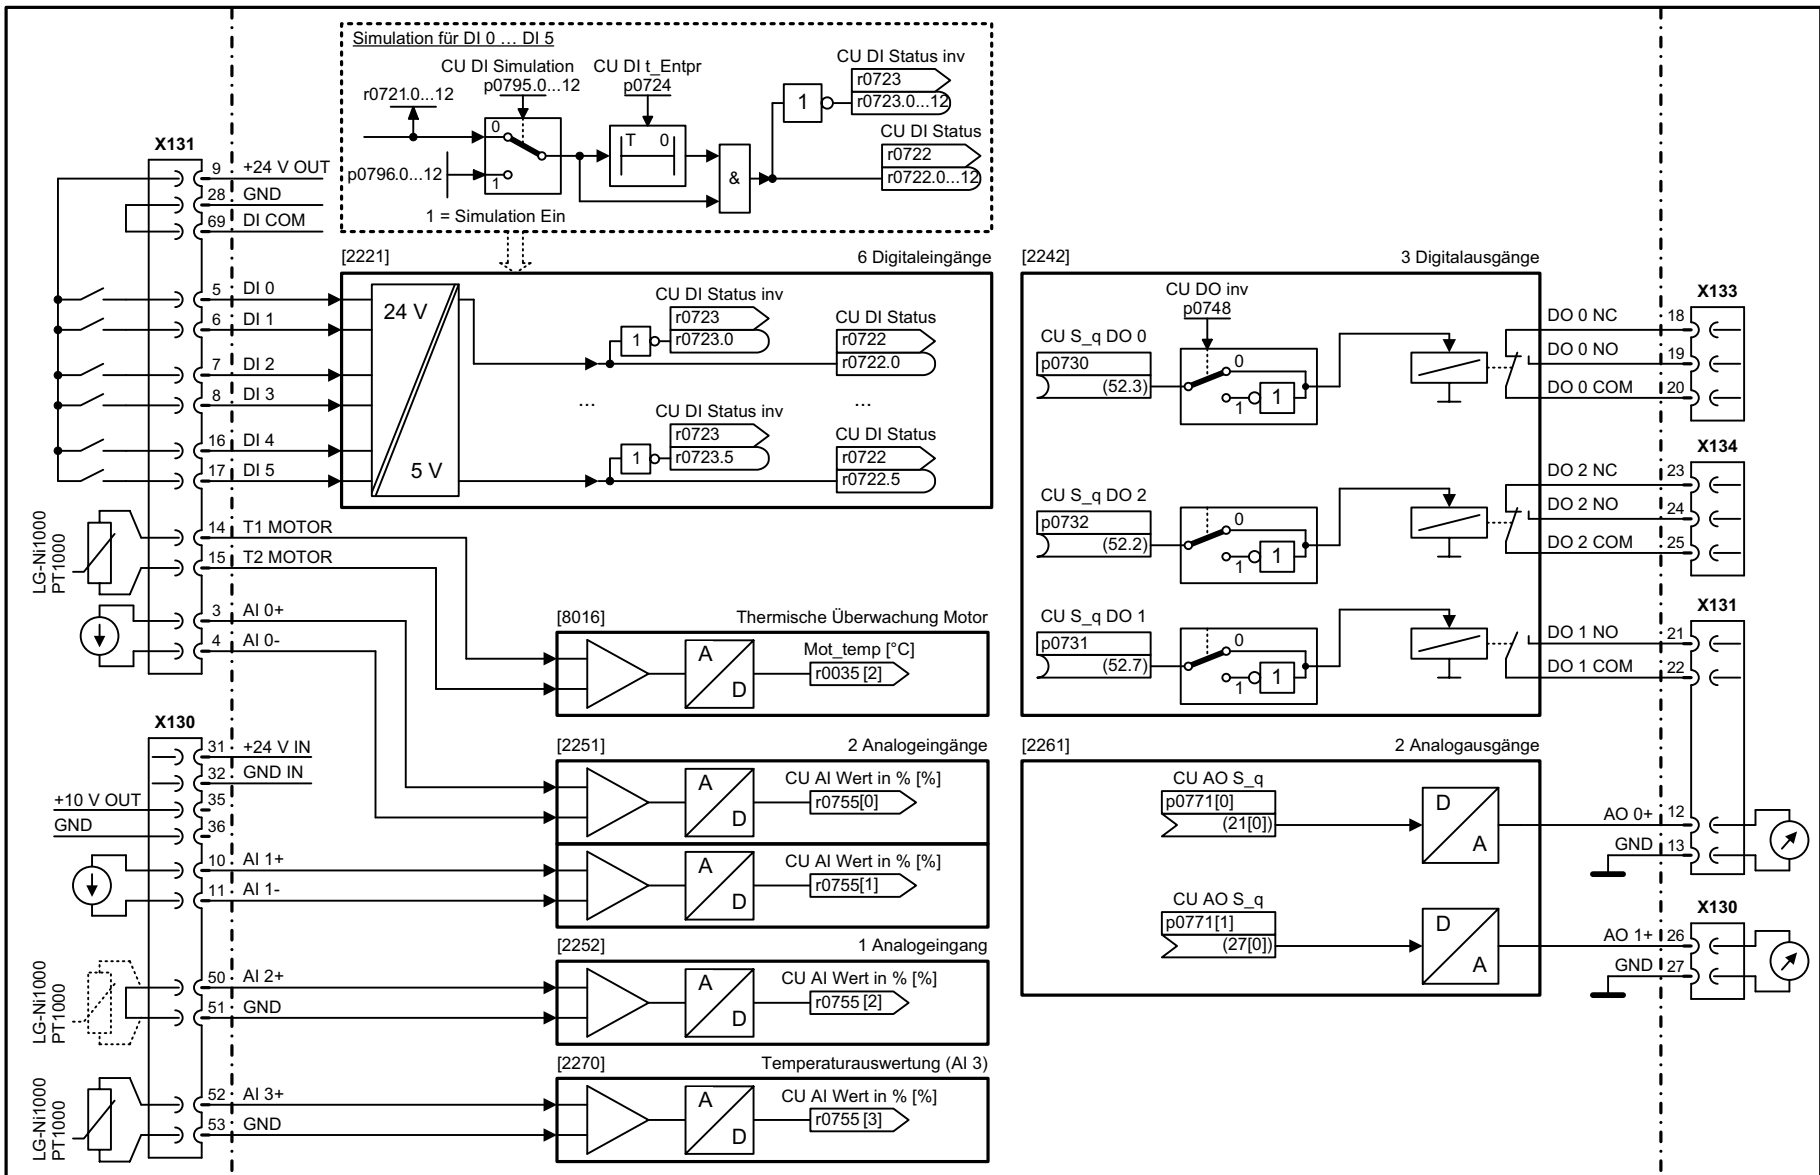 Simulation für DI 0 ... DI 5
CU DI Simulation
p0795.0...12
CU DI t_Entpr
p0724
CU DI Status inv
r0723
r0723.0...12
r0721.0...12
0
T 0
1
CU DI Status
r0722
r0722.0...12
p0796.0...12
1
&
1 = Simulation Ein
X131
9 +24 V OUT
28 GND
69 DI COM
5 DI 0
6 DI 1
7 DI 2
8 DI 3
16 DI 4
17 DI 5
14 T1 MOTOR
15 T2 MOTOR
3 AI 0+
4 AI 0-
LG-Ni1000
PT1000
X130
31 +24 V IN
32 GND IN
+10 V OUT 35
GND 36
10 AI 1+
11 AI 1-
50 AI 2+
51 GND
LG-Ni1000
PT1000
52 AI 3+
53 GND
LG-Ni1000
PT1000
[2221] 6 Digitaleingänge
24 V
5 V
CU DI Status inv
r0723
1 r0723.0
CU DI Status
r0722
r0722.0
... ...
CU DI Status inv
r0723
1 r0723.5
CU DI Status
r0722
r0722.5
[8016] Thermische Überwachung Motor
A
D
Mot_temp [°C]
r0035 [2]
[2251] 2 Analogeingänge
A
D
CU AI Wert in % [%]
r0755[0]
A
D
CU AI Wert in % [%]
r0755[1]
[2252] 1 Analogeingang
A
D
CU AI Wert in % [%]
r0755 [2]
[2270] Temperaturauswertung (AI 3)
A
D
CU AI Wert in % [%]
r0755 [3]
[2242] 3 Digitalausgänge
CU DO inv
p0748
CU S_q DO 0
p0730
(52.3)
0
1 1
CU S_q DO 2
p0732
(52.2)
0
1 1
CU S_q DO 1
p0731
(52.7)
0
1 1
X133
DO 0 NC 18
DO 0 NO 19
DO 0 COM 20
X134
DO 2 NC 23
DO 2 NO 24
DO 2 COM 25
X131
DO 1 NO 21
DO 1 COM 22
[2261] 2 Analogausgänge
CU AO S_q
p0771[0]
(21[0])
D
A
AO 0+ 12
GND 13
CU AO S_q
p0771[1]
(27[0])
D
A
X130
AO 1+ 26
GND 27